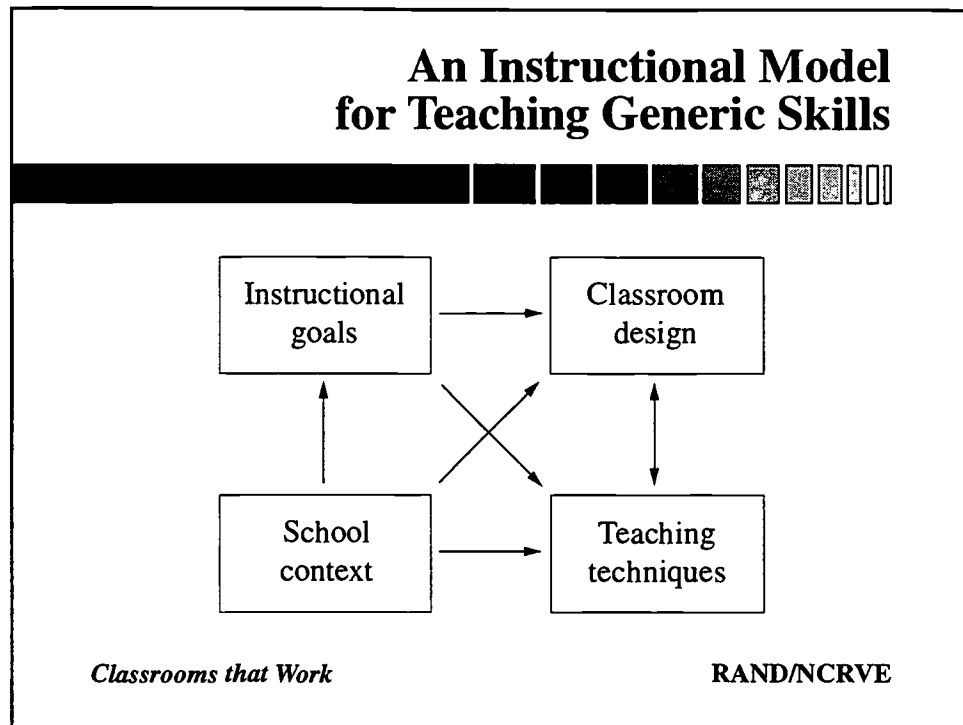 An Instructional Model
for Teaching Generic Skills
Instructional
goals
Classroom
design
School
context
Teaching
techniques
Classrooms that Work
RAND/NCRVE